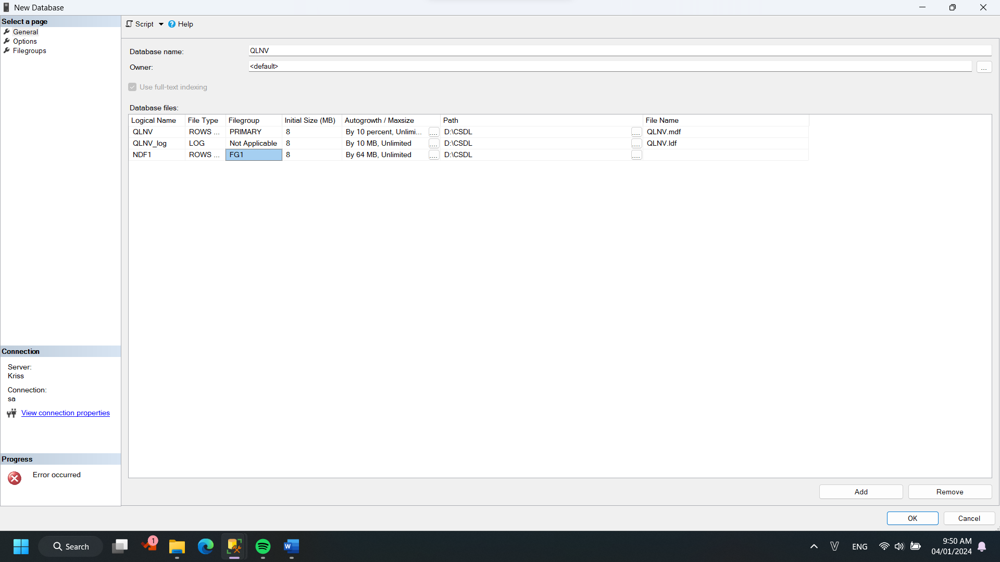 New Database
Select a page
General
Options
Filegroups
Script Help
Database name: QLNV
Owner: <default> ...
Use full-text indexing
Database files:
Logical Name File Type Filegroup Initial Size (MB) Autogrowth / Maxsize Path File Name
QLNV ROWS ... PRIMARY 8 By 10 percent, Unlimi... .... D:\CSDL .... QLNV.mdf
QLNV_log LOG Not Applicable 8 By 10 MB, Unlimited .... D:\CSDL .... QLNV.ldf
NDF1 ROWS ... FG1 8 By 64 MB, Unlimited .... D:\CSDL ....
Connection
Server:
Kriss
Connection:
sa
View connection properties
Progress
Error occurred
Add Remove
OK Cancel
Search 1 W V ENG 9:50 AM
04/01/2024